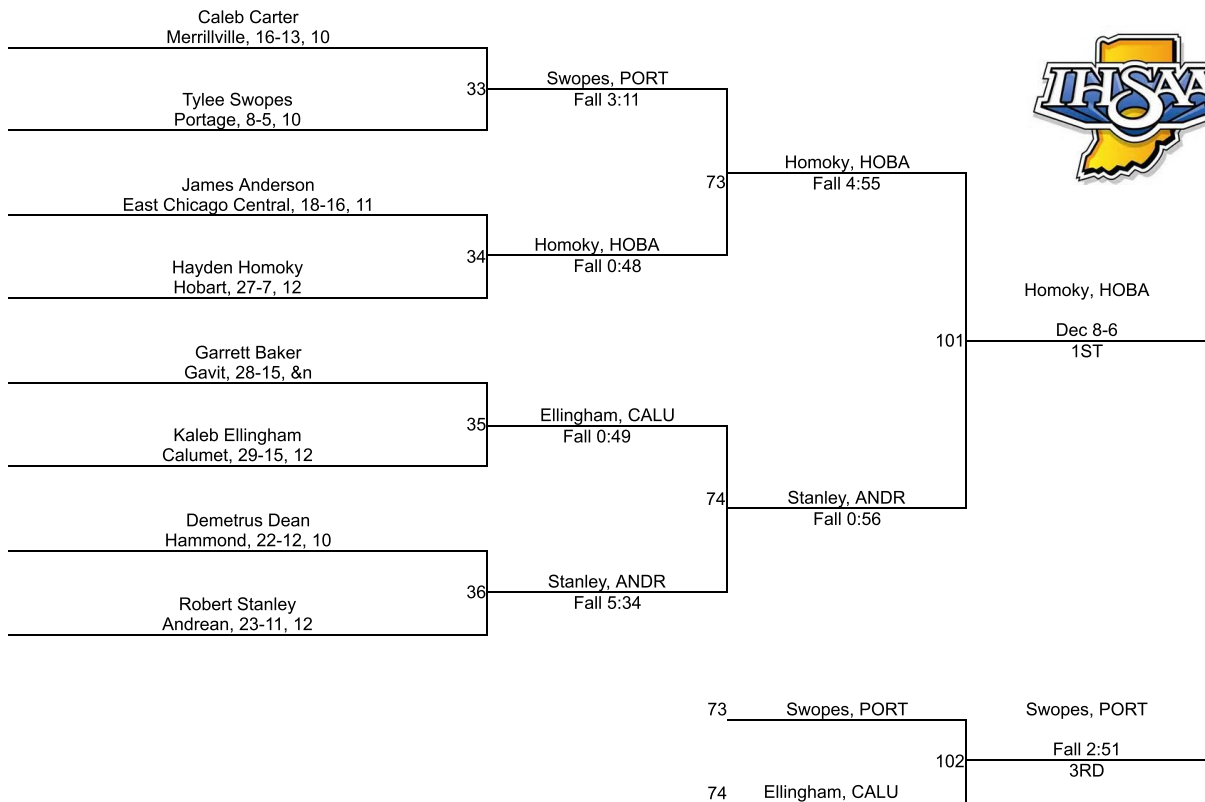 Caleb Carter
Merrillville, 16-13, 10
Tylee Swopes
Portage, 8-5, 10
James Anderson
East Chicago Central, 18-16, 11
Hayden Homoky
Hobart, 27-7, 12
Garrett Baker
Gavit, 28-15, &n
Kaleb Ellingham
Calumet, 29-15, 12
Demetrus Dean
Hammond, 22-12, 10
Robert Stanley
Andrean, 23-11, 12
33
Swopes, PORT
Fall 3:11
34
Homoky, HOBA
Fall 0:48
35
Ellingham, CALU
Fall 0:49
36
Stanley, ANDR
Fall 5:34
73
Homoky, HOBA
Fall 4:55
74
Stanley, ANDR
Fall 0:56
IHSAA
101
Homoky, HOBA
Dec 8-6
1ST
73
Swopes, PORT
74
Ellingham, CALU
102
Swopes, PORT
Fall 2:51
3RD